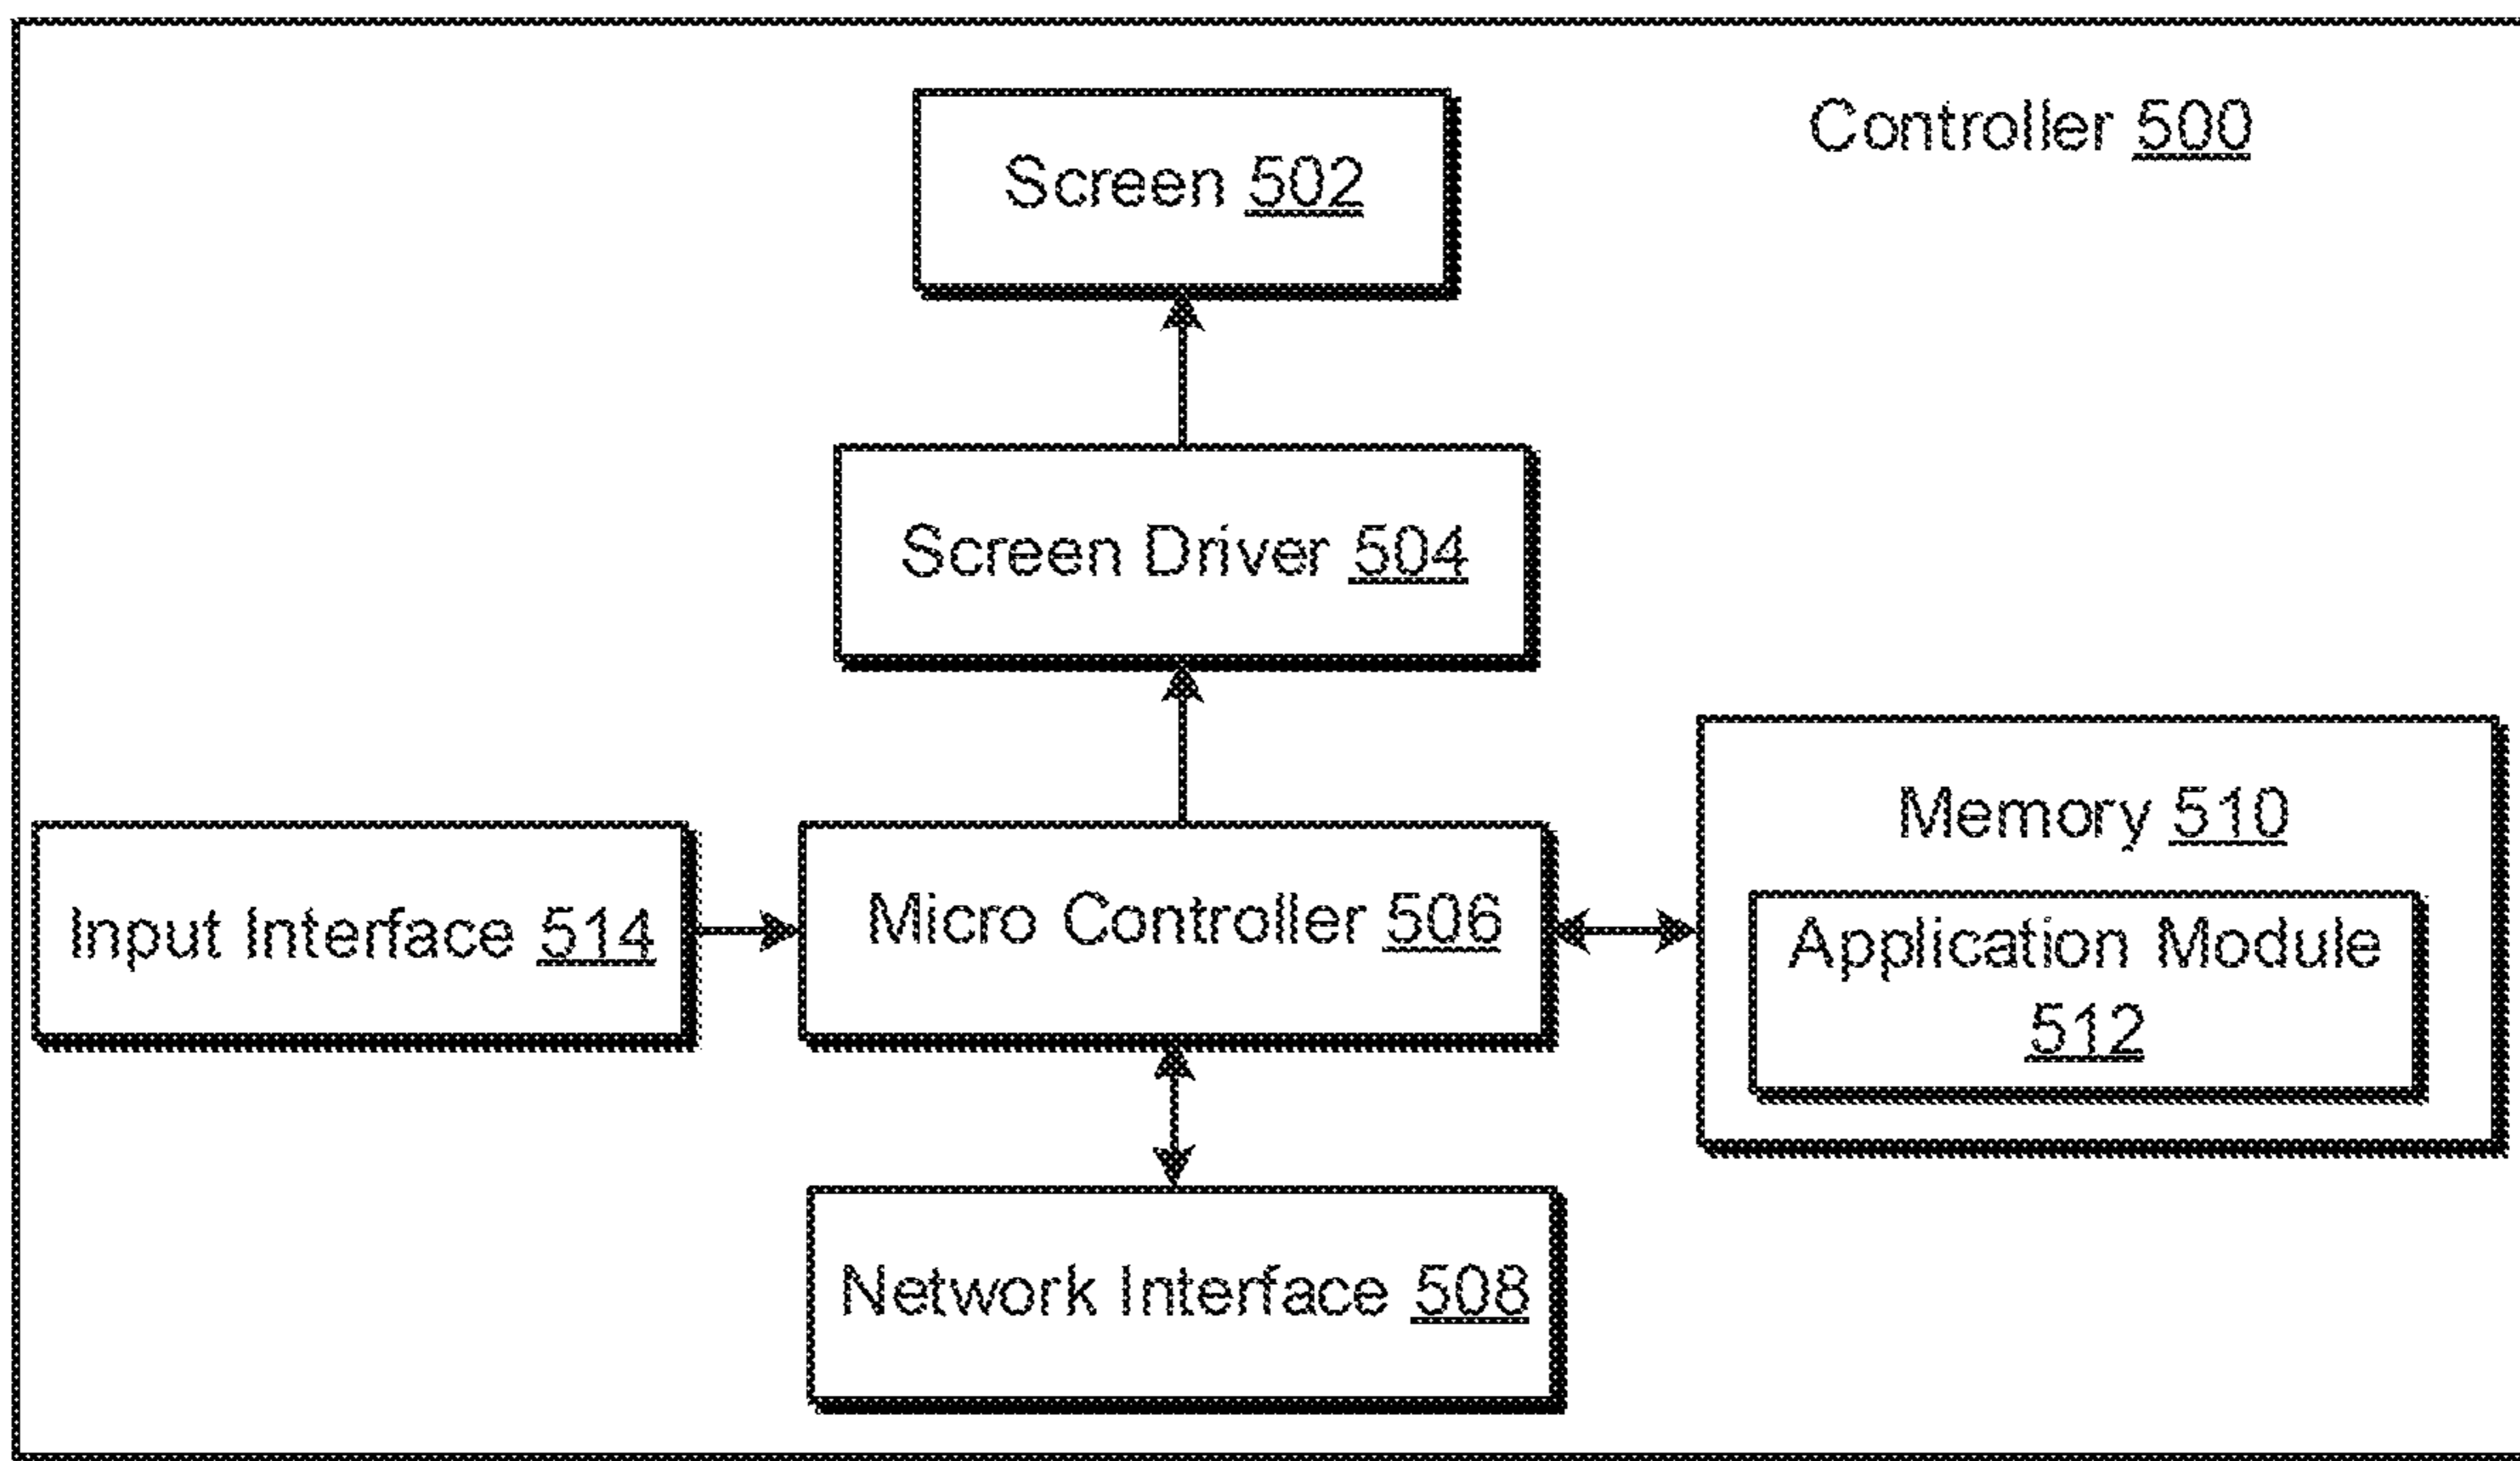 Controller 500
Screen 502
Screen Driver 504
Memory 510
Input Interface 514
Micro Controller 506
Application Module
512
Network Interface 508